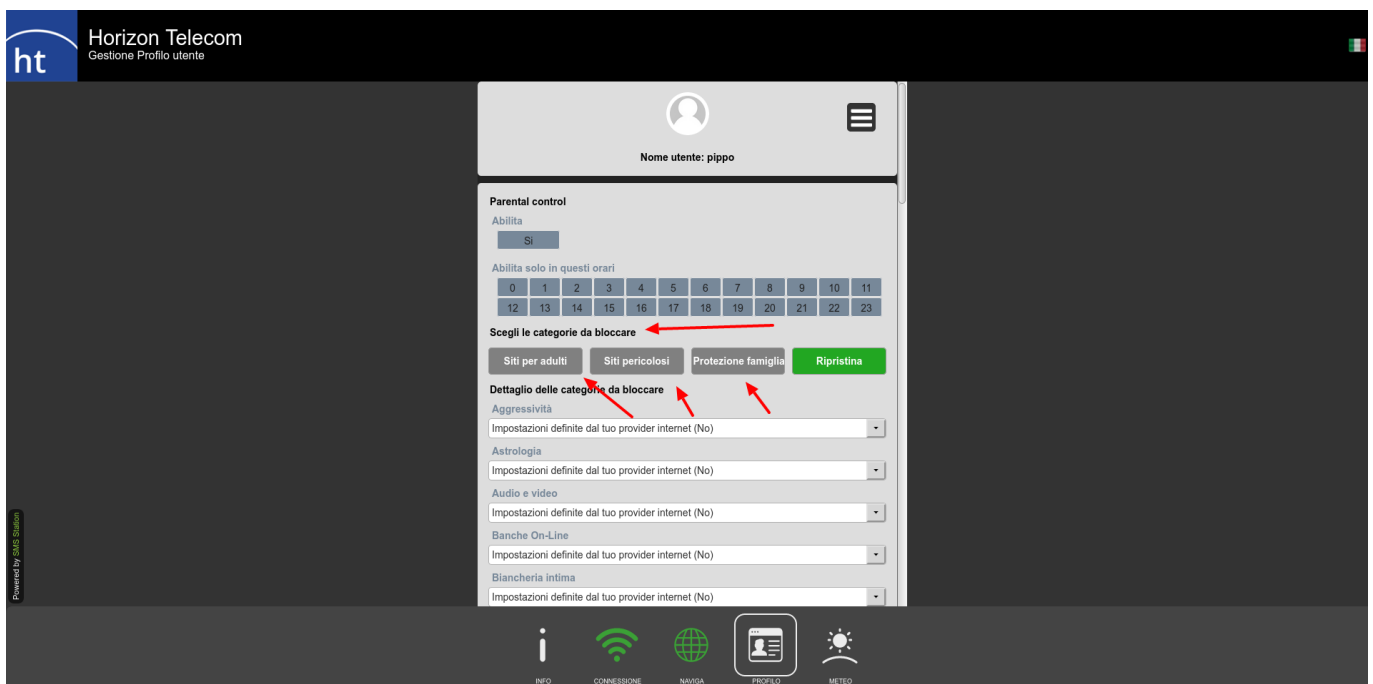 ht
Horizon Telecom
Gestione Profilo utente
Nome utente: pippo
Parental control
Abilita
Si
Abilita solo in questi orari
0 1 2 3 4 5 6 7 8 9 10 11
12 13 14 15 16 17 18 19 20 21 22 23
Scegli le categorie da bloccare
Siti per adulti Siti pericolosi Protezione famiglia Ripristina
Dettaglio delle categorie da bloccare
Aggressività
Impostazioni definite dal tuo provider internet (No)
Astrologia
Impostazioni definite dal tuo provider internet (No)
Audio e video
Impostazioni definite dal tuo provider internet (No)
Banche On-Line
Impostazioni definite dal tuo provider internet (No)
Biancheria intima
Impostazioni definite dal tuo provider internet (No)
Powered by SMS Station
INFO CONNESSIONE NAVIGA PROFILO METEO